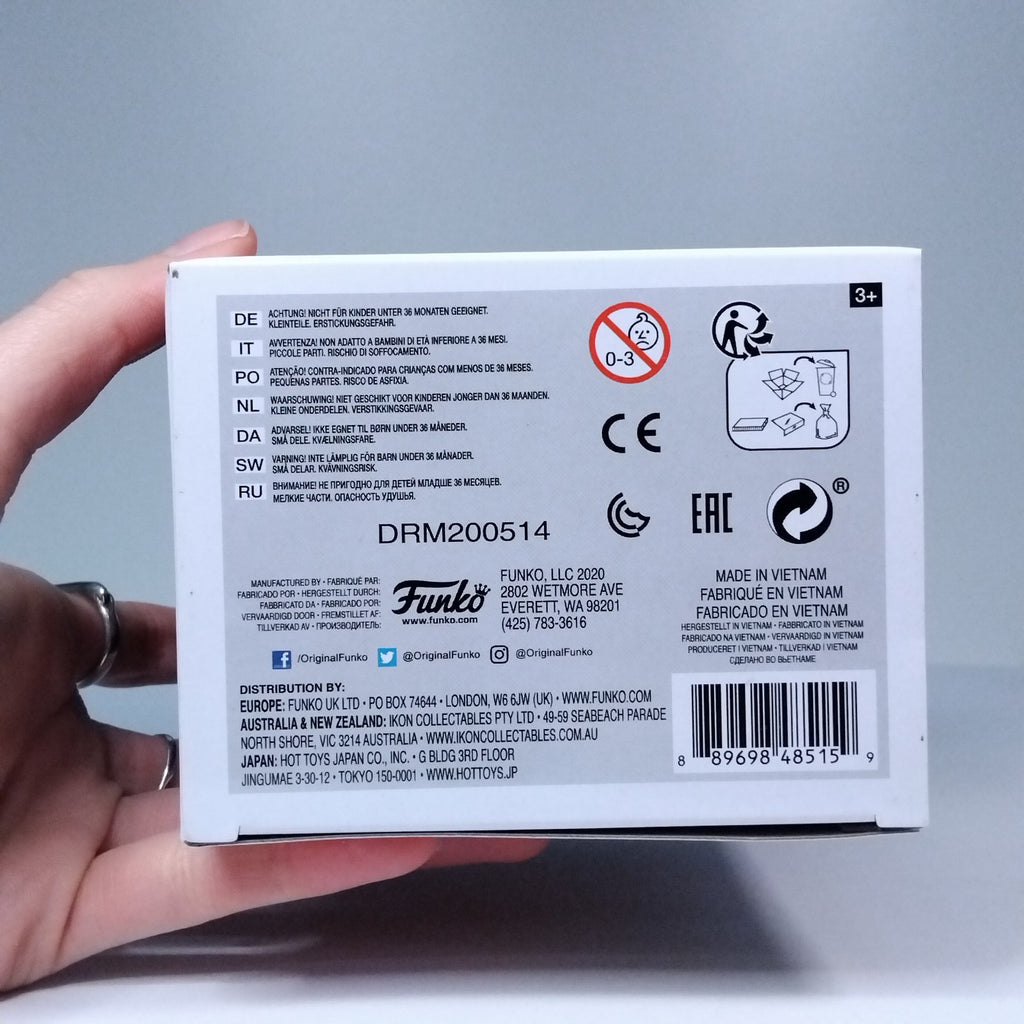 3+
DE ACHTUNG! NICHT FÜR KINDER UNTER 36 MONATEN GEEIGNET.
KLEINTEILE. ERSTICKUNGSGEFAHR.
IT AVVERTENZA! NON ADATTO A BAMBINI DI ETÀ INFERIORE A 36 MESI.
PICCOLE PARTI. RISCHIO DI SOFFOCAMENTO.
PO ATENÇÃO! CONTRA-INDICADO PARA CRIANÇAS COM MENOS DE 36 MESES.
PEQUENAS PARTES. RISCO DE ASFIXIA.
NL WAARSCHUWING! NIET GESCHIKT VOOR KINDEREN JONGER DAN 36 MAANDEN.
KLEINE ONDERDELEN. VERSTIKKINGSGEVAAR.
DA ADVARSEL! IKKE EGNET TIL BØRN UNDER 36 MÅNEDER.
SMÅ DELE. KVÆLNINGSFARE.
SW VARNING! INTE LÄMPLIG FÖR BARN UNDER 36 MÅNADER.
SMÅ DELAR. KVÄVNINGSRISK.
RU ВНИМАНИЕ! НЕ ПРИГОДНО ДЛЯ ДЕТЕЙ МЛАДШЕ 36 МЕСЯЦЕВ.
МЕЛКИЕ ЧАСТИ. ОПАСНОСТЬ УДУШЬЯ.
0-3
CE
EAC
®
DRM200514
MANUFACTURED BY • FABRIQUÉ PAR:
FABRICADO POR • HERGESTELLT DURCH:
FABBRICATO DA • FABRICADO POR:
VERVAARDIGD DOOR • FREMSTILLET AF:
TILLVERKAD AV • ПРОИЗВОДИТЕЛЬ:
Funko
www.funko.com
FUNKO, LLC 2020
2802 WETMORE AVE
EVERETT, WA 98201
(425) 783-3616
MADE IN VIETNAM
FABRIQUÉ EN VIETNAM
FABRICADO EN VIETNAM
HERGESTELLT IN VIETNAM • FABBRICATO IN VIETNAM
FABRICADO NA VIETNAM • VERVAARDIGD IN VIETNAM
PRODUCERET I VIETNAM • TILLVERKAD I VIETNAM
СДЕЛАНО ВО ВЬЕТНАМЕ
/OriginalFunko @OriginalFunko @OriginalFunko
DISTRIBUTION BY:
EUROPE: FUNKO UK LTD • PO BOX 74644 • LONDON, W6 6JW (UK) • WWW.FUNKO.COM
AUSTRALIA & NEW ZEALAND: IKON COLLECTABLES PTY LTD • 49-59 SEABEACH PARADE
NORTH SHORE, VIC 3214 AUSTRALIA • WWW.IKONCOLLECTABLES.COM.AU
JAPAN: HOT TOYS JAPAN CO., INC. • G BLDG 3RD FLOOR
JINGUMAE 3-30-12 • TOKYO 150-0001 • WWW.HOTTOYS.JP
8 89698 48515 9